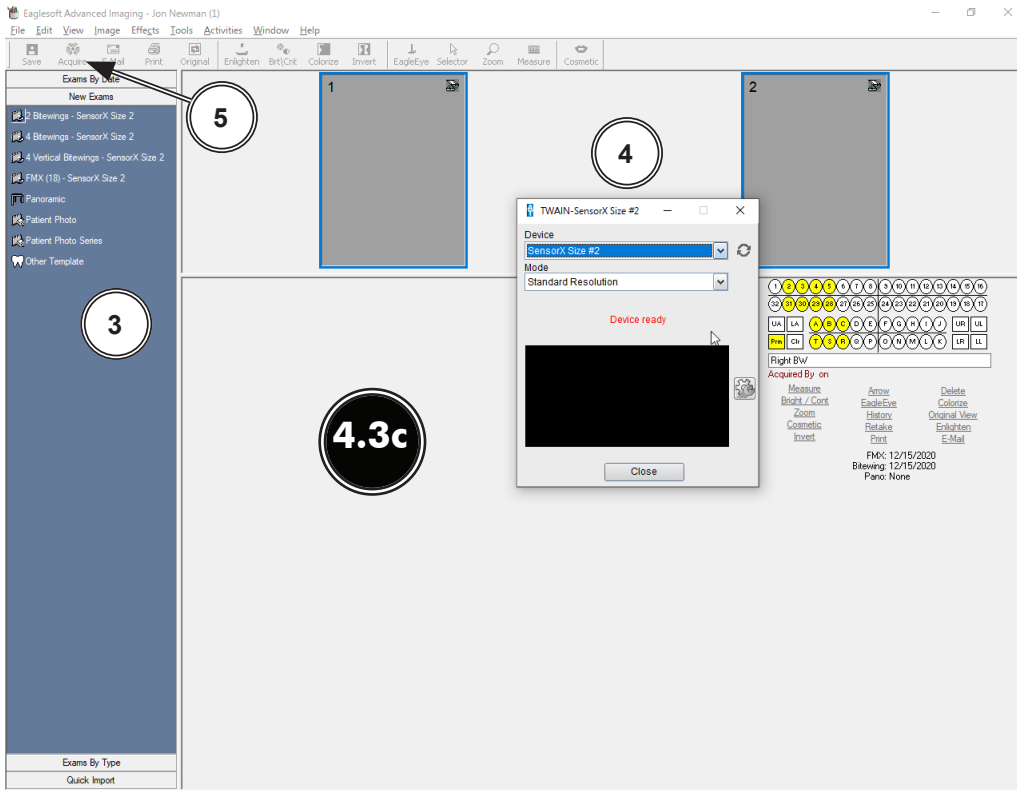 Eaglesoft Advanced Imaging - Jon Newman (1)
File Edit View Image Effects Tools Activities Window Help
Save Acquire E-Mail Print Original Enlighten Brt\Cnt Colorize Invert EagleEye Selector Zoom Measure Cosmetic
Exams By Date
New Exams
2 Bitewings - SensorX Size 2
4 Bitewings - SensorX Size 2
4 Vertical Bitewings - SensorX Size 2
FMX (18) - SensorX Size 2
Panoramic
Patient Photo
Patient Photo Series
Other Template
3
Exams By Type
Quick Import
5
1
4
2
4.3c
TWAIN-SensorX Size #2
Device
SensorX Size #2
Mode
Standard Resolution
Device ready
Close
1 2 3 4 5 6 7 8 9 10 11 12 13 14 15 16
32 31 30 29 28 27 26 25 24 23 22 21 20 19 18 17
UA LA A B C D E F G H I J UR UL
Prm Clr T S R Q P O N M L K LR LL
Right BW
Acquired By on
Measure Arrow Delete
Bright / Cont EagleEye Colorize
Zoom History Original View
Cosmetic Retake Enlighten
Invert Print E-Mail
FMX: 12/15/2020
Bitewing: 12/15/2020
Pano: None